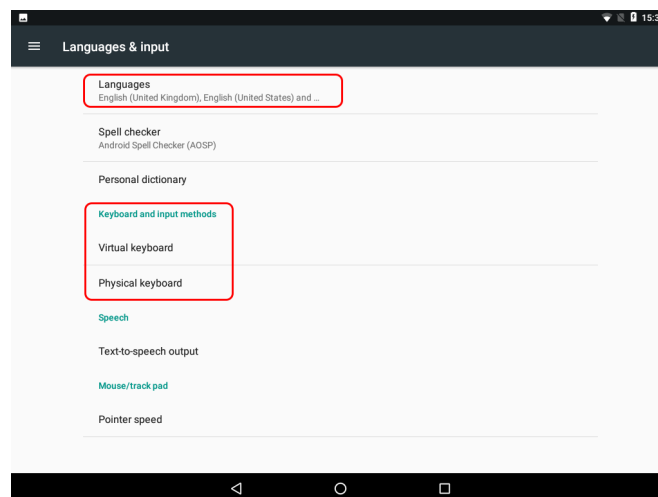 15:3
Languages & input
Languages
English (United Kingdom), English (United States) and ...
Spell checker
Android Spell Checker (AOSP)
Personal dictionary
Keyboard and input methods
Virtual keyboard
Physical keyboard
Speech
Text-to-speech output
Mouse/track pad
Pointer speed